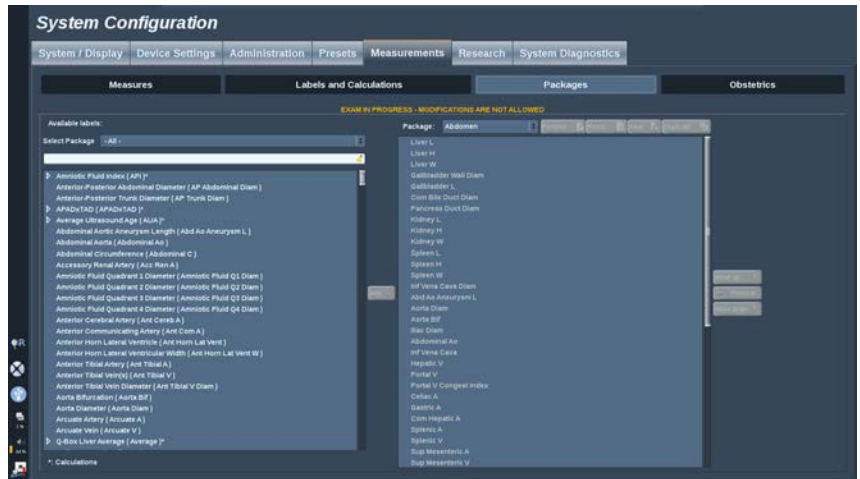 System Configuration
System / Display Device Settings Administration Presets Measurements Research System Diagnostics
Measures Labels and Calculations Packages Obstetrics
EXAM IN PROGRESS - MODIFICATIONS ARE NOT ALLOWED
Available labels:
Select Package -All-
Amniotic Fluid Index ( AFI )*
Anterior-Posterior Abdominal Diameter ( AP Abdominal Diam )
Anterior-Posterior Trunk Diameter ( AP Trunk Diam )
APADxTAD ( APADxTAD )*
Average Ultrasound Age ( AUA )*
Abdominal Aortic Aneurysm Length ( Abd Ao Aneurysm L )
Abdominal Aorta ( Abdominal Ao )
Abdominal Circumference ( Abdominal C )
Accessory Renal Artery ( Acc Ren A )
Amniotic Fluid Quadrant 1 Diameter ( Amniotic Fluid Q1 Diam )
Amniotic Fluid Quadrant 2 Diameter ( Amniotic Fluid Q2 Diam )
Amniotic Fluid Quadrant 3 Diameter ( Amniotic Fluid Q3 Diam )
Amniotic Fluid Quadrant 4 Diameter ( Amniotic Fluid Q4 Diam )
Anterior Cerebral Artery ( Ant Cereb A )
Anterior Communicating Artery ( Ant Com A )
Anterior Horn Lateral Ventricle ( Ant Horn Lat Vent )
Anterior Horn Lateral Ventricular Width ( Ant Horn Lat Vent W )
Anterior Tibial Artery ( Ant Tibial A )
Anterior Tibial Vein(s) ( Ant Tibial V )
Anterior Tibial Vein Diameter ( Ant Tibial V Diam )
Aorta Bifurcation ( Aorta Bif )
Aorta Diameter ( Aorta Diam )
Arcuate Artery ( Arcuate A )
Arcuate Vein ( Arcuate V )
Q-Box Liver Average ( Average )*
*: Calculations
Package: Abdomen
Liver L
Liver H
Liver W
Gallbladder Wall Diam
Gallbladder L
Com Bile Duct Diam
Pancreas Duct Diam
Kidney L
Kidney H
Kidney W
Spleen L
Spleen H
Spleen W
Inf Vena Cava Diam
Abd Ao Aneurysm L
Aorta Diam
Aorta Bif
Iliac Diam
Abdominal Ao
Inf Vena Cava
Hepatic V
Portal V
Portal V Congest Index
Celiac A
Gastric A
Com Hepatic A
Splenic A
Splenic V
Sup Mesenteric A
Sup Mesenteric V
R